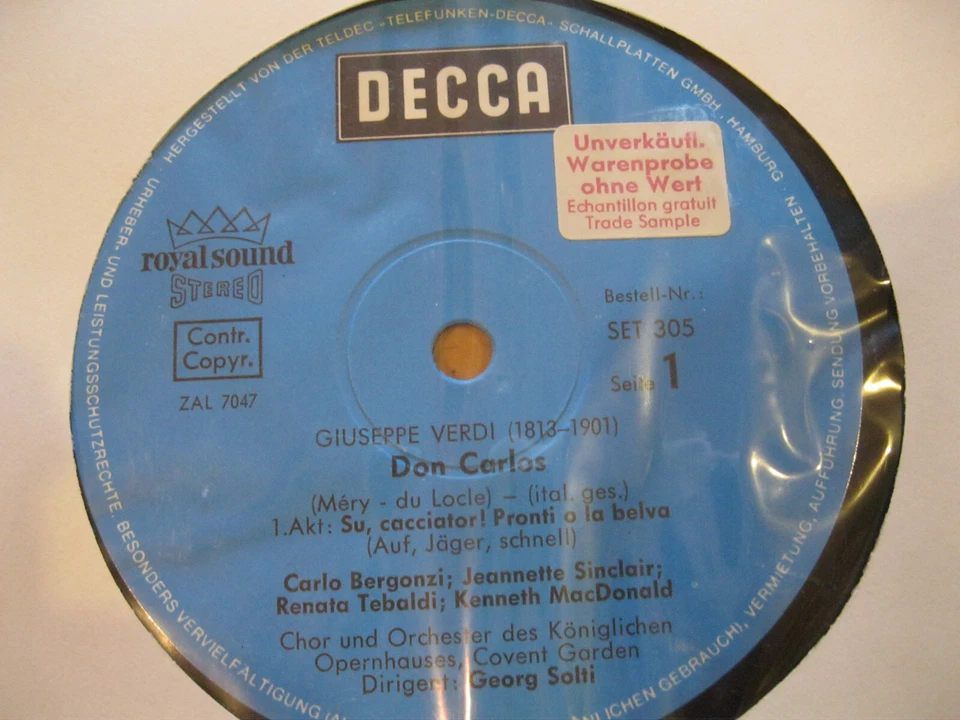 HERGESTELLT VON DER TELDEC »TELEFUNKEN-DECCA« SCHALLPLATTEN GMBH · HAMBURG · URHEBER- UND LEISTUNGSSCHUTZRECHTE, BESONDERS VERVIELFÄLTIGUNG
NLICHEN GEBRAUCH), VERMIETUNG, AUFFÜHRUNG, SENDUNG VORBEHALTEN
DECCA
Unverkäufl.
Warenprobe
ohne Wert
Echantillon gratuit
Trade Sample
royal sound
STEREO
Contr.
Copyr.
ZAL 7047
Bestell-Nr.:
SET 305
Seite 1
GIUSEPPE VERDI (1813–1901)
Don Carlos
(Méry - du Locle) – (ital. ges.)
1. Akt: Su, cacciator! Pronti o la belva
(Auf, Jäger, schnell)
Carlo Bergonzi; Jeannette Sinclair;
Renata Tebaldi; Kenneth MacDonald
Chor und Orchester des Königlichen
Opernhauses, Covent Garden
Dirigent: Georg Solti